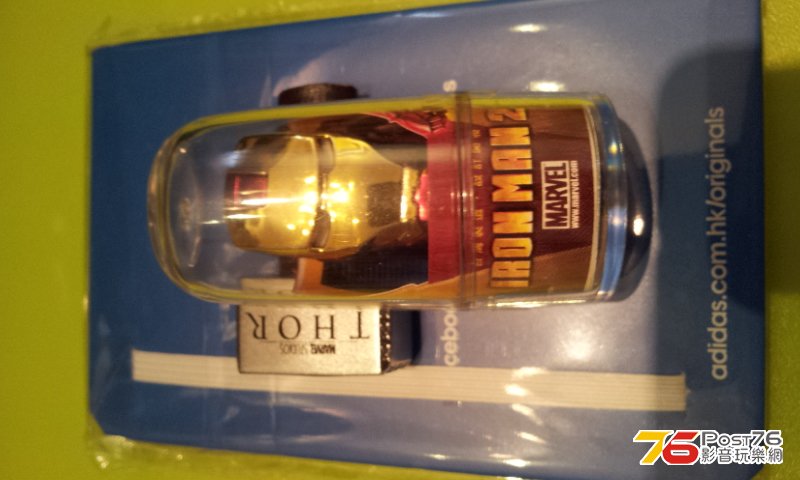 IRON MAN 2
MARVEL
www.marvel.com
MARVEL
STUDIOS
THOR
adidas.com.hk/originals
cebo
s
76 Post76
影音玩樂網